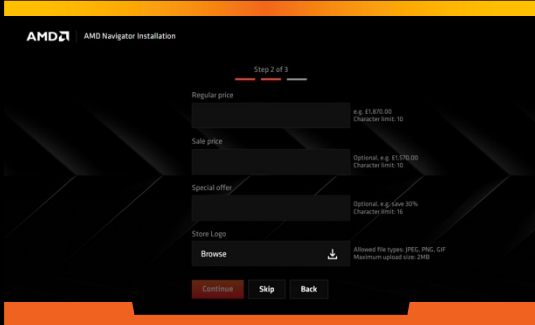 AMD
AMD Navigator Installation
Step 2 of 3
Regular price
e.g. £1,870.00
Character limit: 10
Sale price
Optional, e.g. £1,570.00
Character limit: 10
Special offer
Optional, e.g. save 30%
Character limit: 16
Store Logo
Browse
Allowed file types: JPEG, PNG, GIF
Maximum upload size: 2MB
Continue
Skip
Back